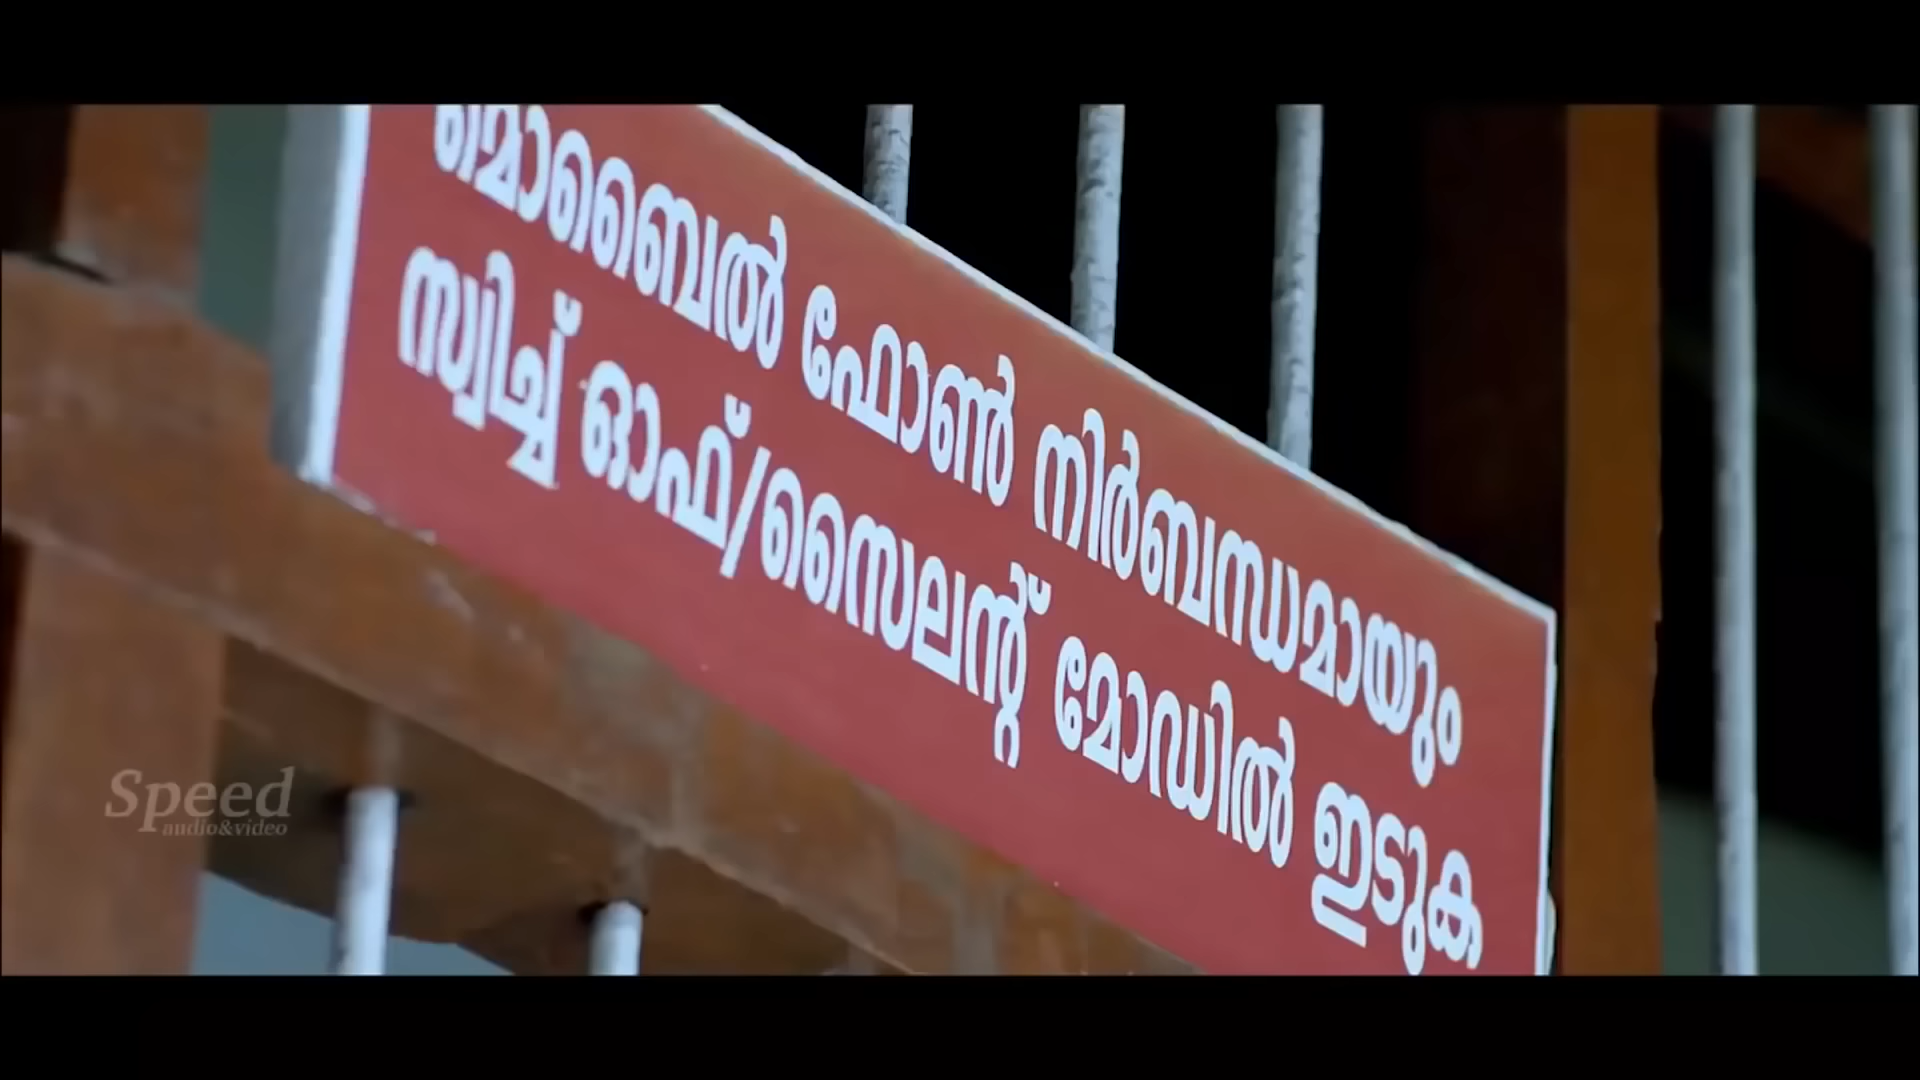 മൊബൈൽ ഫോൺ നിർബന്ധമായും
സ്വിച്ച് ഓഫ്/സൈലന്റ് മോഡിൽ ഇടുക
Speed
audio&video